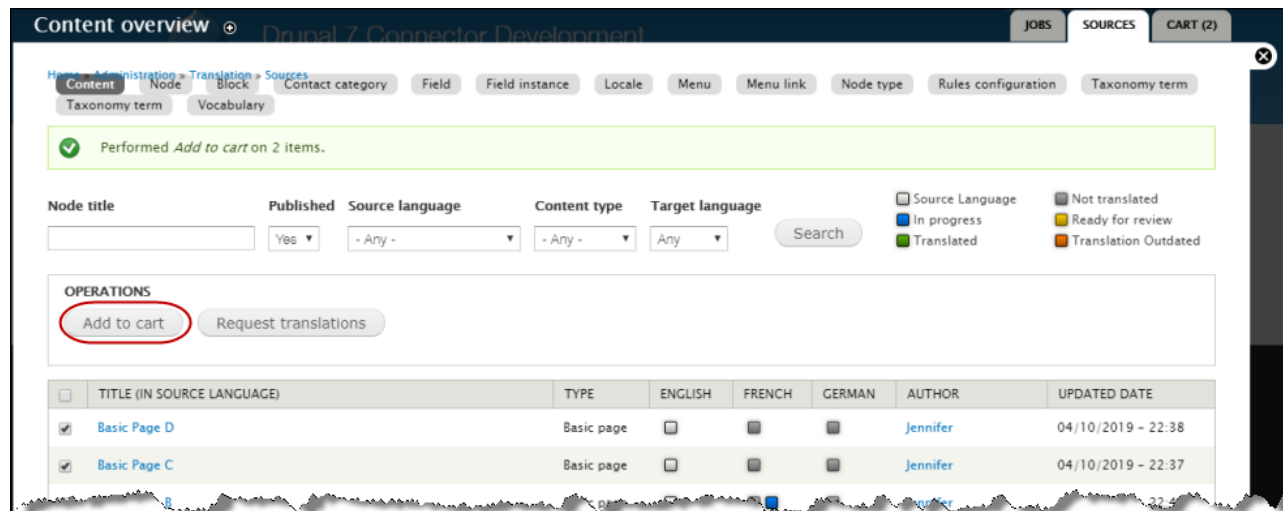 Content overview
Drupal 7 Connector Development
JOBS SOURCES CART (2)
Home » Administration » Translation » Sources
Content Node Block Contact category Field Field instance Locale Menu Menu link Node type Rules configuration Taxonomy term
Taxonomy term Vocabulary
Performed Add to cart on 2 items.
Node title Published Source language Content type Target language
Source Language Not translated
Yes - Any - - Any - Any Search
In progress Ready for review
Translated Translation Outdated
OPERATIONS
Add to cart Request translations
TITLE (IN SOURCE LANGUAGE) TYPE ENGLISH FRENCH GERMAN AUTHOR UPDATED DATE
Basic Page D Basic page Jennifer 04/10/2019 - 22:38
Basic Page C Basic page Jennifer 04/10/2019 - 22:37